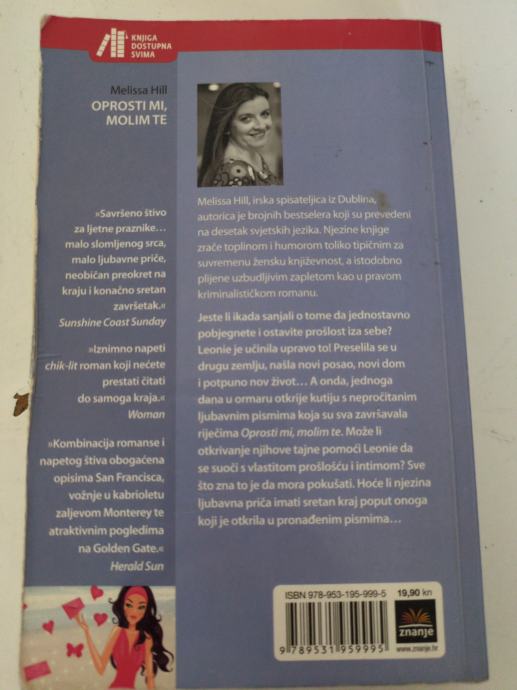 KNJIGA
DOSTUPNA
SVIMA
Melissa Hill
OPROSTI MI,
MOLIM TE
»Savršeno štivo
za ljetne praznike...
malo slomljenog srca,
malo ljubavne priče,
neobičan preokret na
kraju i konačno sretan
završetak.«
Sunshine Coast Sunday
»Iznimno napeti
chik-lit roman koji nećete
prestati čitati
do samoga kraja.«
Woman
»Kombinacija romanse i
napetog štiva obogaćena
opisima San Francisca,
vožnje u kabrioletu
zaljevom Monterey te
atraktivnim pogledima
na Golden Gate.«
Herald Sun
Melissa Hill, irska spisateljica iz Dublina,
autorica je brojnih bestselera koji su prevedeni
na desetak svjetskih jezika. Njezine knjige
zrače toplinom i humorom toliko tipičnim za
suvremenu žensku književnost, a istodobno
plijene uzbudljivim zapletom kao u pravom
kriminalističkom romanu.
Jeste li ikada sanjali o tome da jednostavno
pobjegnete i ostavite prošlost iza sebe?
Leonie je učinila upravo to! Preselila se u
drugu zemlju, našla novi posao, novi dom
i potpuno nov život... A onda, jednoga
dana u ormaru otkrije kutiju s nepročitanim
ljubavnim pismima koja su sva završavala
riječima Oprosti mi, molim te. Može li
otkrivanje njihove tajne pomoći Leonie da
se suoči s vlastitom prošlošću i intimom? Sve
što zna to je da mora pokušati. Hoće li njezina
ljubavna priča imati sretan kraj poput onoga
koji je otkrila u pronađenim pismima...
ISBN 978-953-195-999-5
9 789531 959995
19,90 kn
znanje
www.znanje.hr